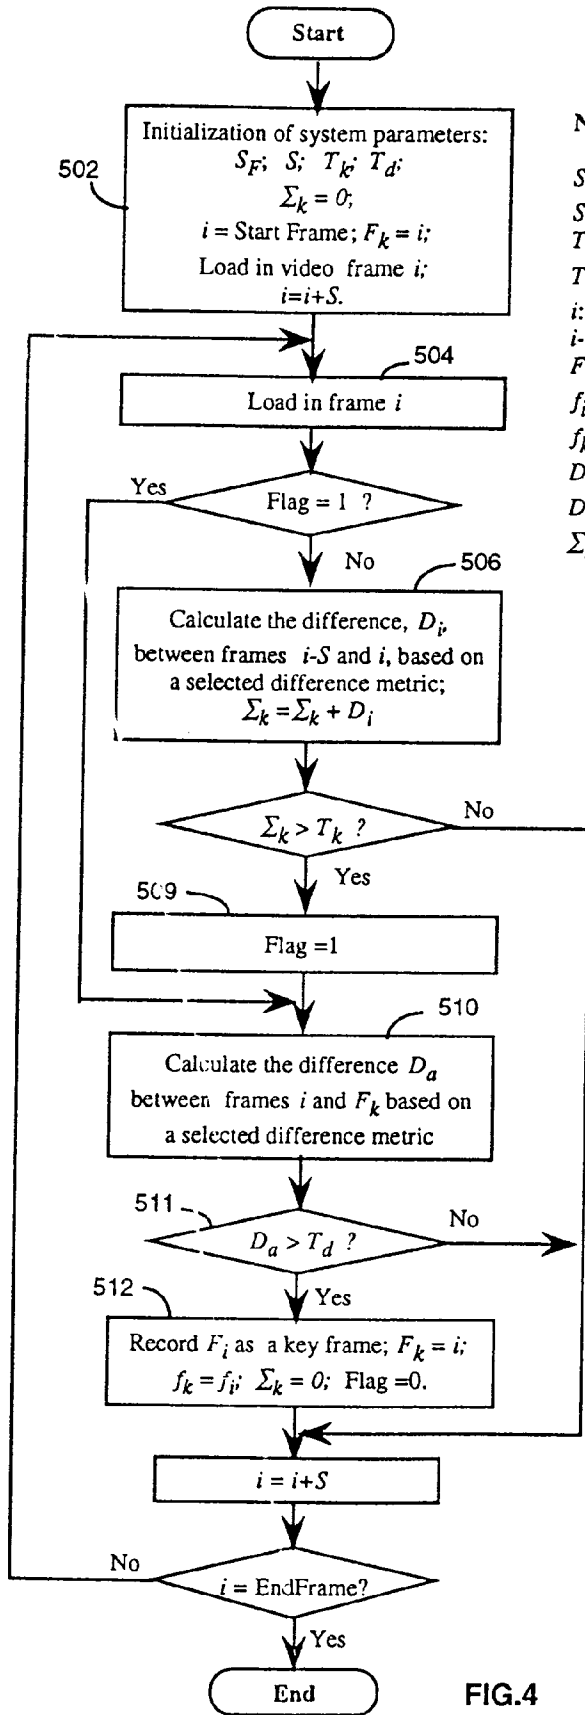 Start
Initialization of system parameters:
S_F; S; T_k; T_d;
Σ_k = 0;
i = Start Frame; F_k = i;
Load in video frame i;
i=i+S.
502
N
S
S
T
T
i:
i-
F
f_i
f_k
D
D
Σ
504
Load in frame i
Yes
Flag = 1 ?
No
506
Calculate the difference, D_i,
between frames i-S and i, based on
a selected difference metric;
Σ_k = Σ_k + D_i
Σ_k > T_k ?
No
Yes
509
Flag =1
510
Calculate the difference D_a
between frames i and F_k based on
a selected difference metric
511
D_a > T_d ?
No
Yes
512
Record F_i as a key frame; F_k = i;
f_k = f_i; Σ_k = 0; Flag =0.
i = i+S
No
i = EndFrame?
Yes
End
FIG.4